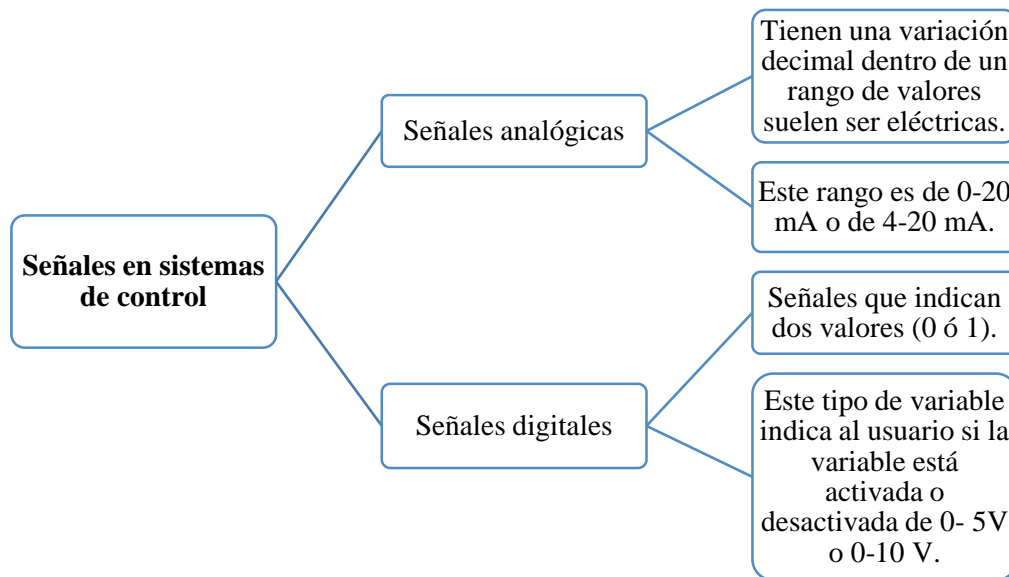 Señales en sistemas
de control
Señales analógicas
Tienen una variación
decimal dentro de un
rango de valores
suelen ser eléctricas.
Este rango es de 0-20
mA o de 4-20 mA.
Señales digitales
Señales que indican
dos valores (0 ó 1).
Este tipo de variable
indica al usuario si la
variable está
activada o
desactivada de 0- 5V
o 0-10 V.